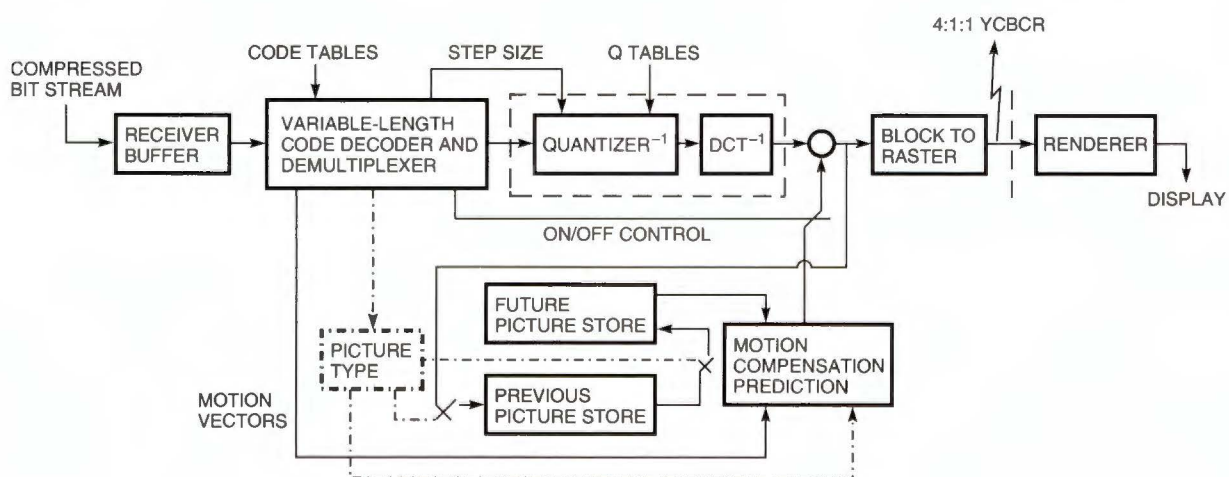 4:1:1 YCBCR
CODE TABLES
STEP SIZE
Q TABLES
COMPRESSED
BIT STREAM
RECEIVER
BUFFER
VARIABLE-LENGTH
CODE DECODER AND
DEMULTIPLEXER
QUANTIZER⁻¹
DCT⁻¹
BLOCK TO
RASTER
RENDERER
DISPLAY
ON/OFF CONTROL
FUTURE
PICTURE STORE
PICTURE
TYPE
MOTION
COMPENSATION
PREDICTION
MOTION
VECTORS
PREVIOUS
PICTURE STORE